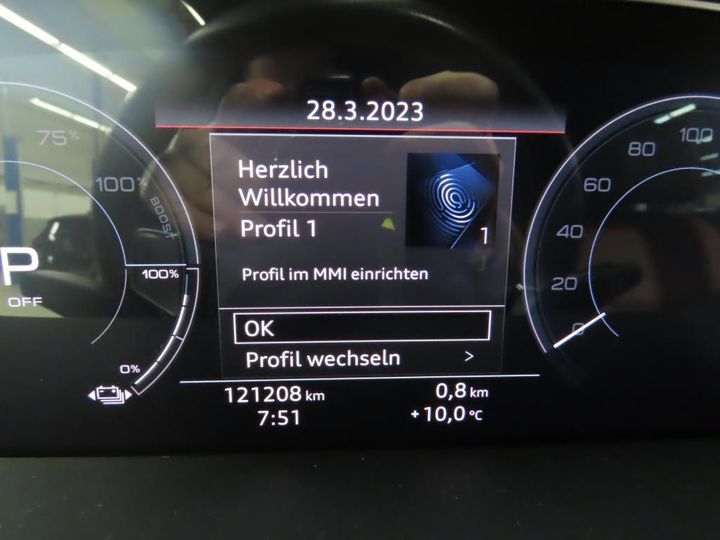 28.3.2023
Herzlich
Willkommen
Profil 1
1
Profil im MMI einrichten
OK
Profil wechseln >
121208 km 0,8 km
7:51 +10,0 °C
75%
100%
BOOST
P
OFF
100%
0%
100
80
60
40
20
0